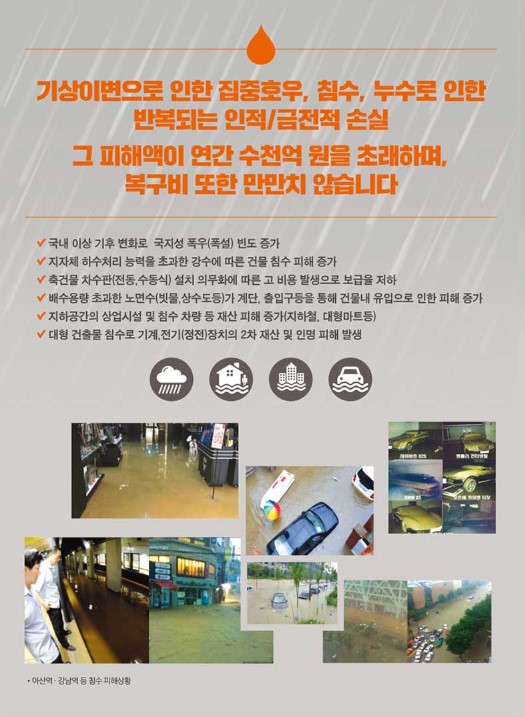 기상이변으로 인한 집중호우, 침수, 누수로 인한
반복되는 인적/금전적 손실
그 피해액이 연간 수천억 원을 초래하며,
복구비 또한 만만치 않습니다
국내 이상 기후 변화로 국지성 폭우(폭설) 빈도 증가
지자체 하수처리 능력을 초과한 강수에 따른 건물 침수 피해 증가
축건물 차수판(전동,수동식) 설치 의무화에 따른 고 비용 발생으로 보급율 저하
배수용량 초과한 노면수(빗물,상수도등)가 계단, 출입구등을 통해 건물내 유입으로 인한 피해 증가
지하공간의 상업시설 및 침수 차량 등 재산 피해 증가(지하철, 대형마트등)
대형 건출물 침수로 기계,전기(정전)장치의 2차 재산 및 인명 피해 발생
• 아산역 · 강남역 등 침수 피해상황